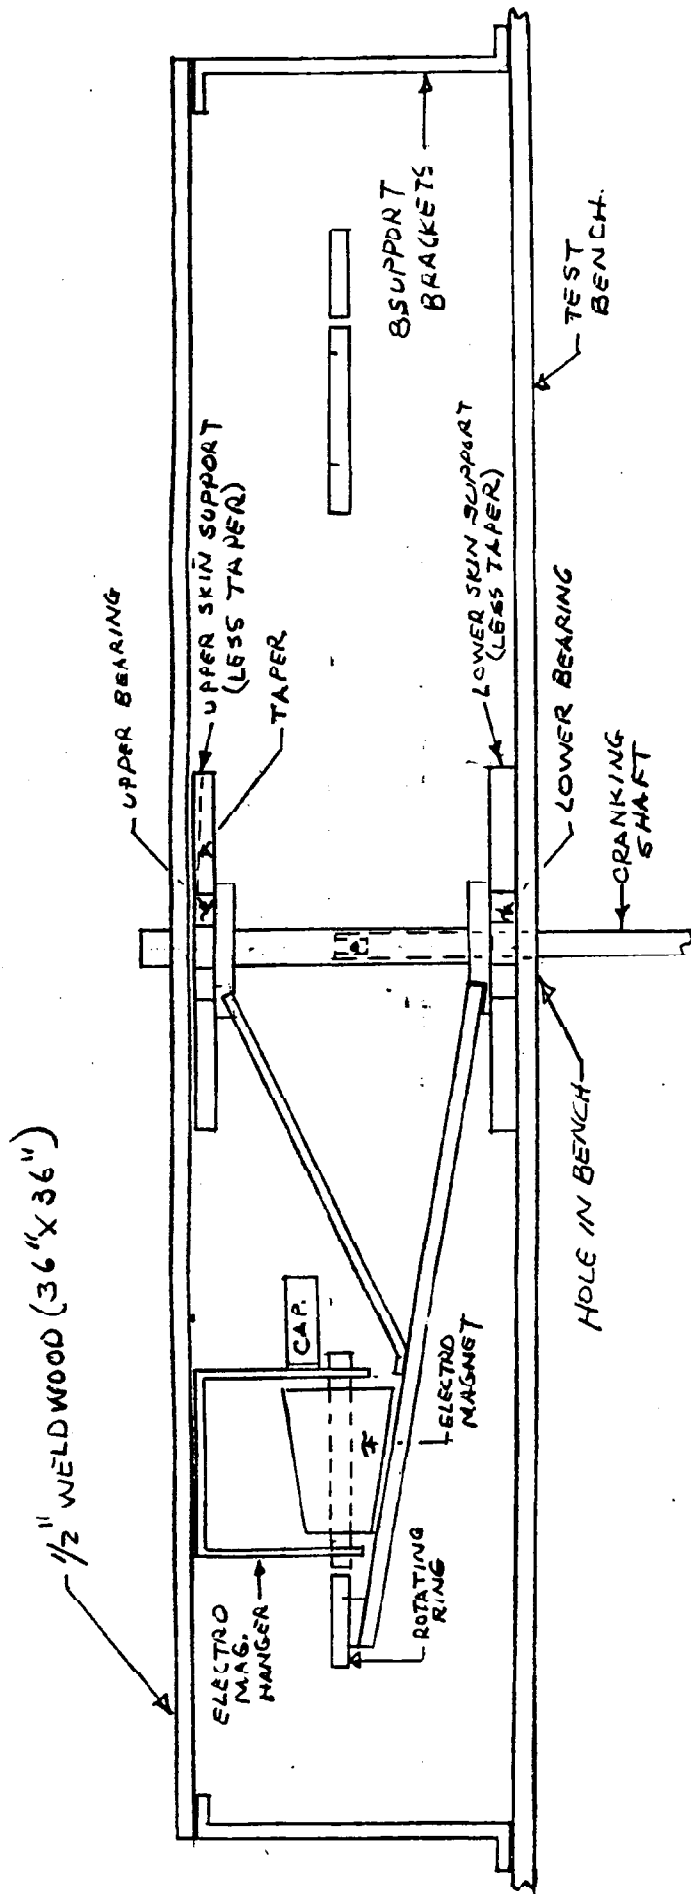 1/2" WELDWOOD (36" X 36")
UPPER BEARING
UPPER SKIN SUPPORT
(LESS TAPER)
TAPER
8 SUPPORT
BRACKETS
ELECTRO
MAG.
HANGER
CAP.
ROTATING
RING
ELECTRO
MAGNET
HOLE IN BENCH
LOWER SKIN SUPPORT
(LESS TAPER)
LOWER BEARING
CRANKING
SHAFT
TEST
BENCH.